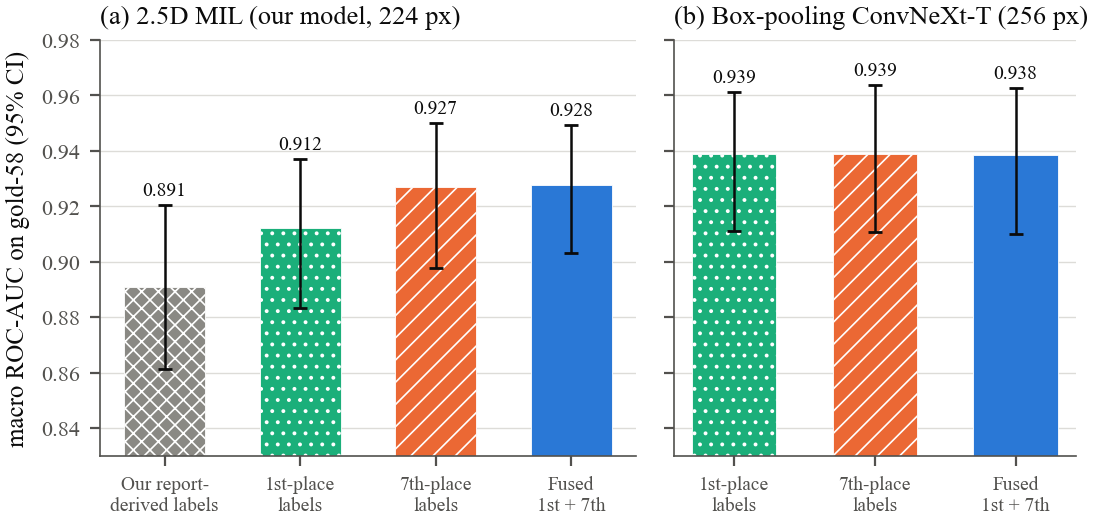 (a) 2.5D MIL (our model, 224 px)
(b) Box-pooling ConvNeXt-T (256 px)
macro ROC-AUC on gold-58 (95% CI)
0.98
0.96
0.94
0.92
0.90
0.88
0.86
0.84
0.891
0.912
0.927
0.928
0.939
0.939
0.938
Our report-
derived labels
1st-place
labels
7th-place
labels
Fused
1st + 7th
1st-place
labels
7th-place
labels
Fused
1st + 7th